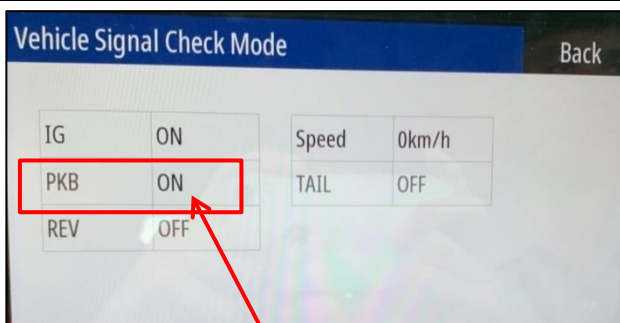 Vehicle Signal Check Mode
Back
IG ON
Speed 0km/h
PKB ON
TAIL OFF
REV OFF